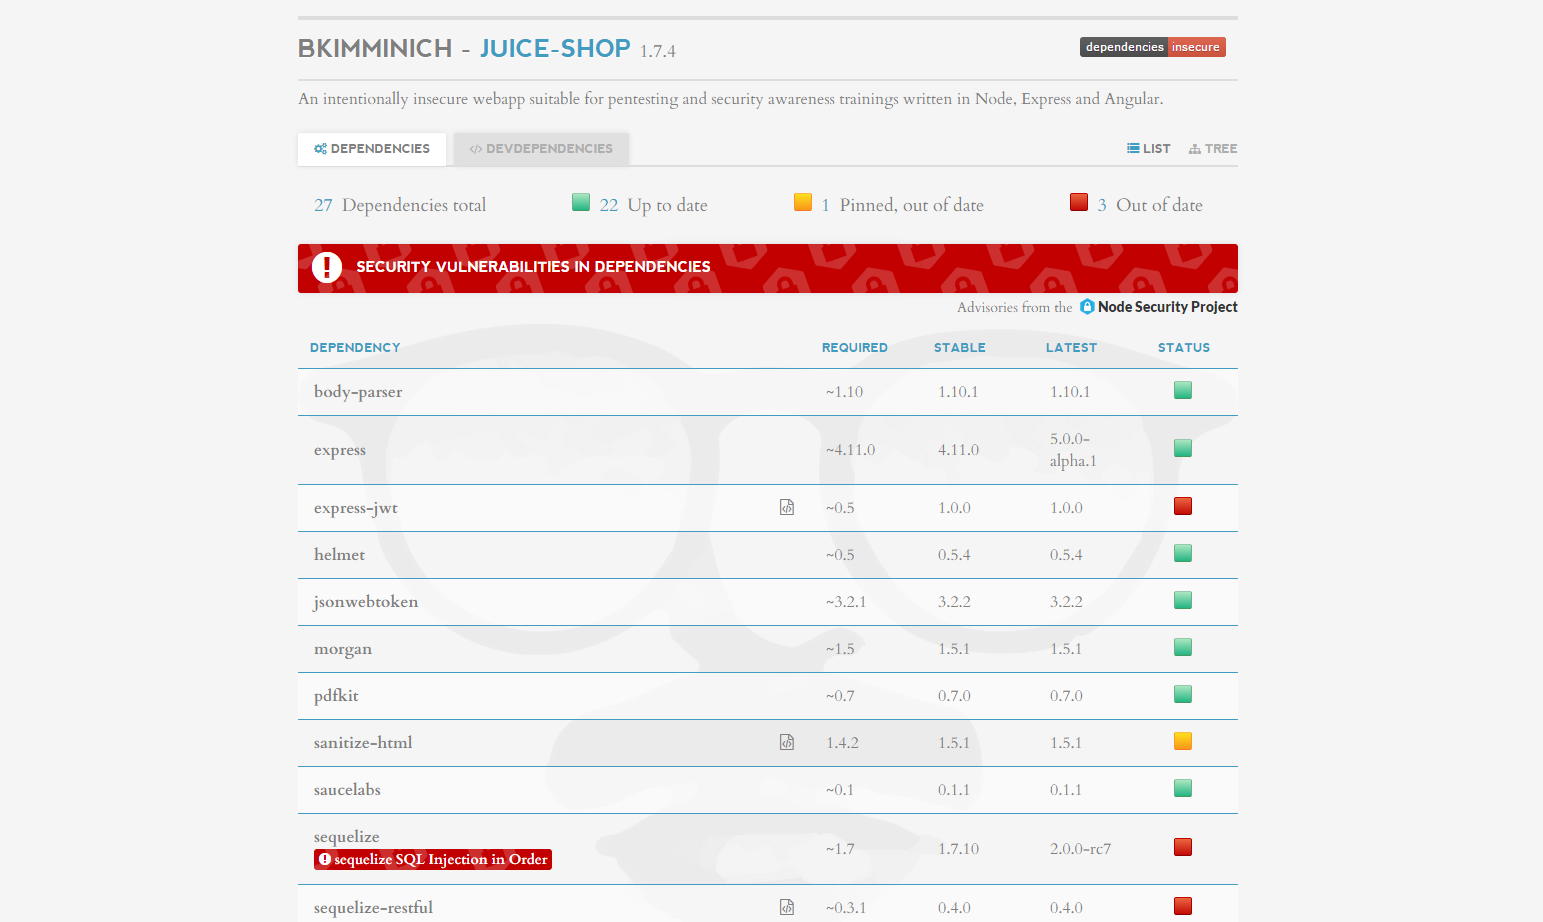 BKIMMINICH - JUICE-SHOP 1.7.4
dependencies insecure
An intentionally insecure webapp suitable for pentesting and security awareness trainings written in Node, Express and Angular.
DEPENDENCIES </> DEVDEPENDENCIES LIST TREE
27 Dependencies total 22 Up to date 1 Pinned, out of date 3 Out of date
! SECURITY VULNERABILITIES IN DEPENDENCIES
Advisories from the Node Security Project
DEPENDENCY REQUIRED STABLE LATEST STATUS
body-parser ~1.10 1.10.1 1.10.1
express ~4.11.0 4.11.0 5.0.0-
alpha.1
express-jwt ~0.5 1.0.0 1.0.0
helmet ~0.5 0.5.4 0.5.4
jsonwebtoken ~3.2.1 3.2.2 3.2.2
morgan ~1.5 1.5.1 1.5.1
pdfkit ~0.7 0.7.0 0.7.0
sanitize-html 1.4.2 1.5.1 1.5.1
saucelabs ~0.1 0.1.1 0.1.1
sequelize ~1.7 1.7.10 2.0.0-rc7
! sequelize SQL Injection in Order
sequelize-restful ~0.3.1 0.4.0 0.4.0